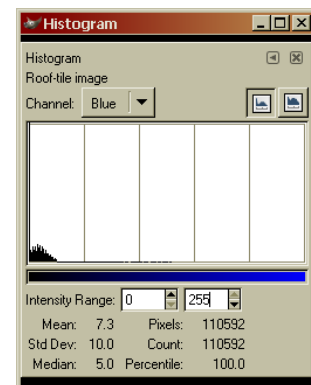 Histogram
Histogram
Roof-tile image
Channel: Blue
Intensity Range: 0 255
Mean: 7.3 Pixels: 110592
Std Dev: 10.0 Count: 110592
Median: 5.0 Percentile: 100.0